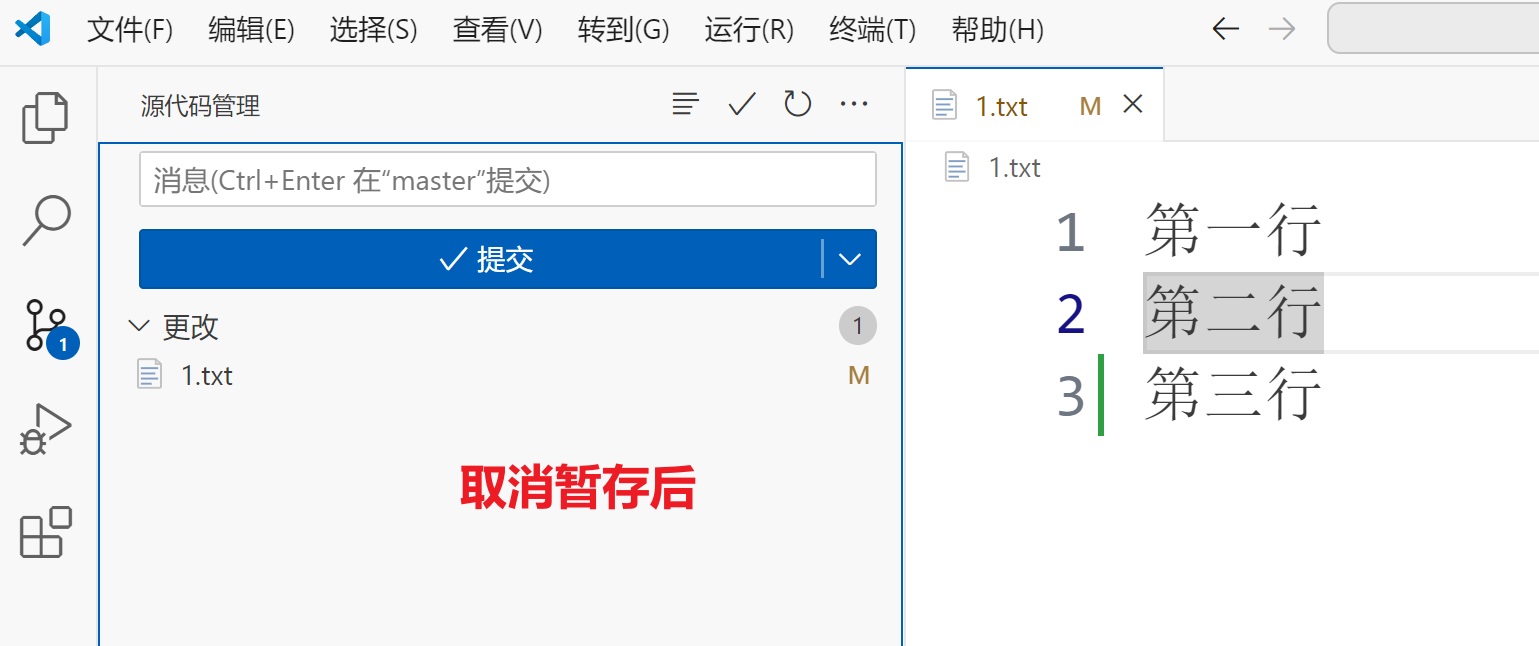 文件(F) 编辑(E) 选择(S) 查看(V) 转到(G) 运行(R) 终端(T) 帮助(H)
源代码管理
消息(Ctrl+Enter 在“master”提交)
提交
更改 1
1.txt M
1
取消暂存后
1.txt M
1.txt
1 第一行
2 第二行
3 第三行